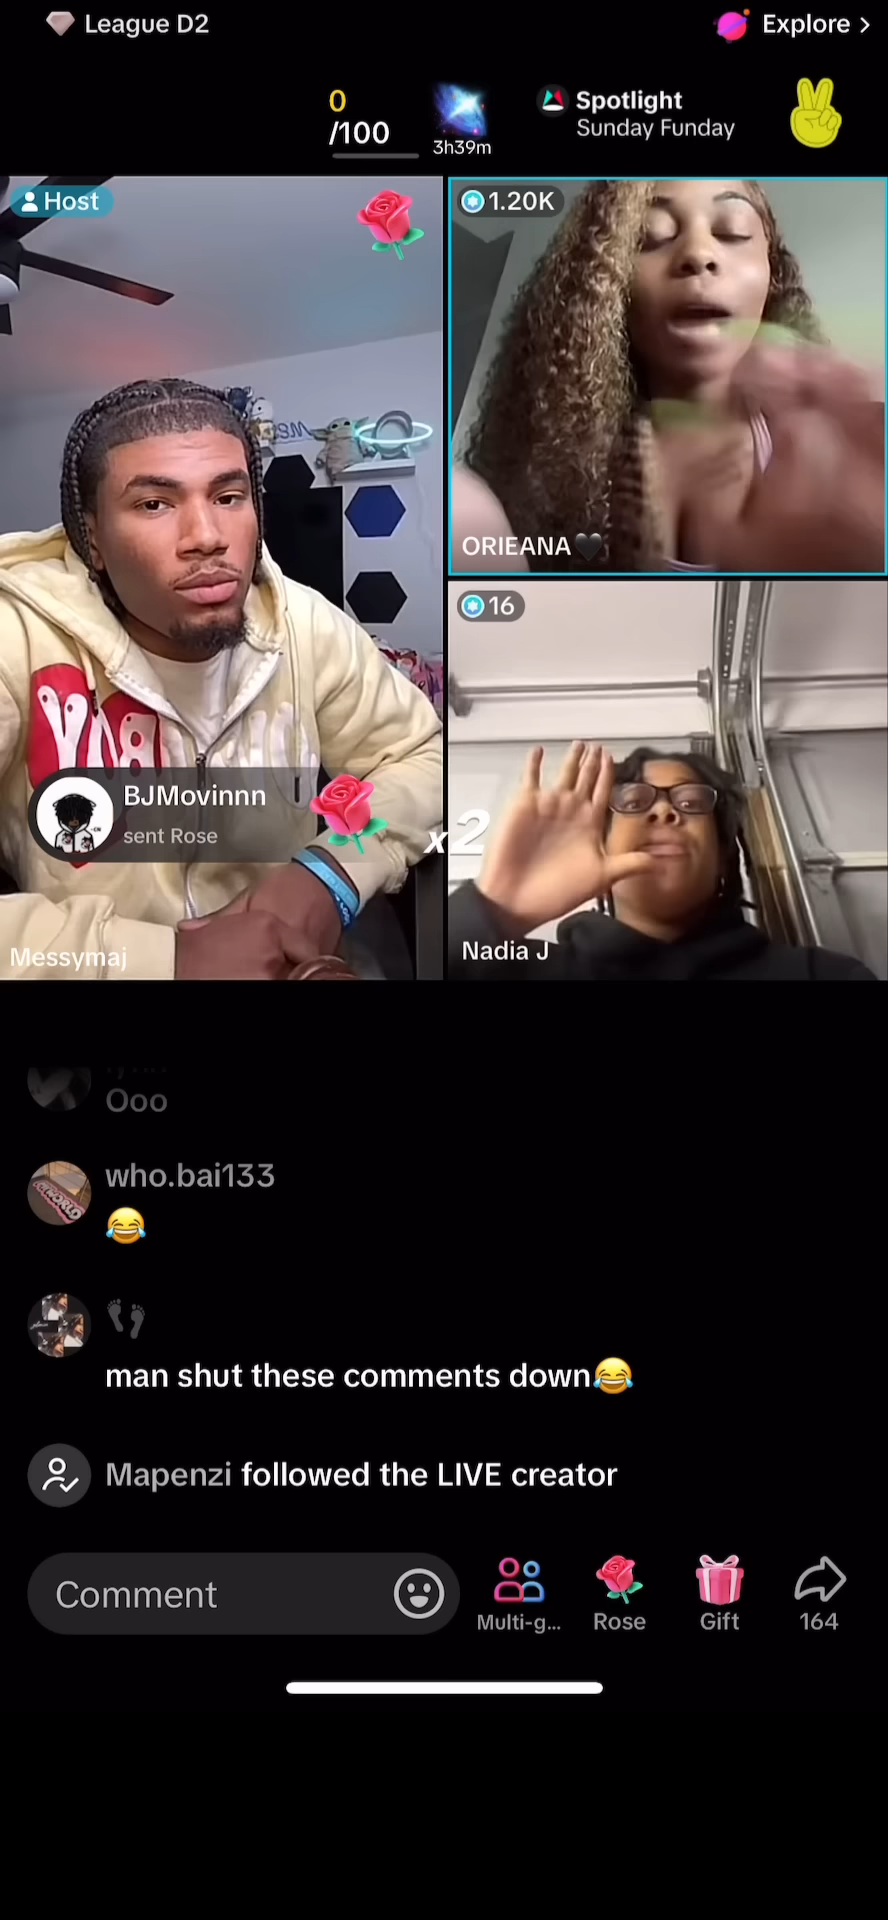 League D2
Explore >
0
/100
3h39m
Spotlight
Sunday Funday
Host
1.20K
ORIEANA🖤
16
BJMovinnn
sent Rose
x2
Messymaj
Nadia J
Ooo
who.bai133
😂
👣
man shut these comments down😂
Mapenzi followed the LIVE creator
Comment
Multi-g...
Rose
Gift
164